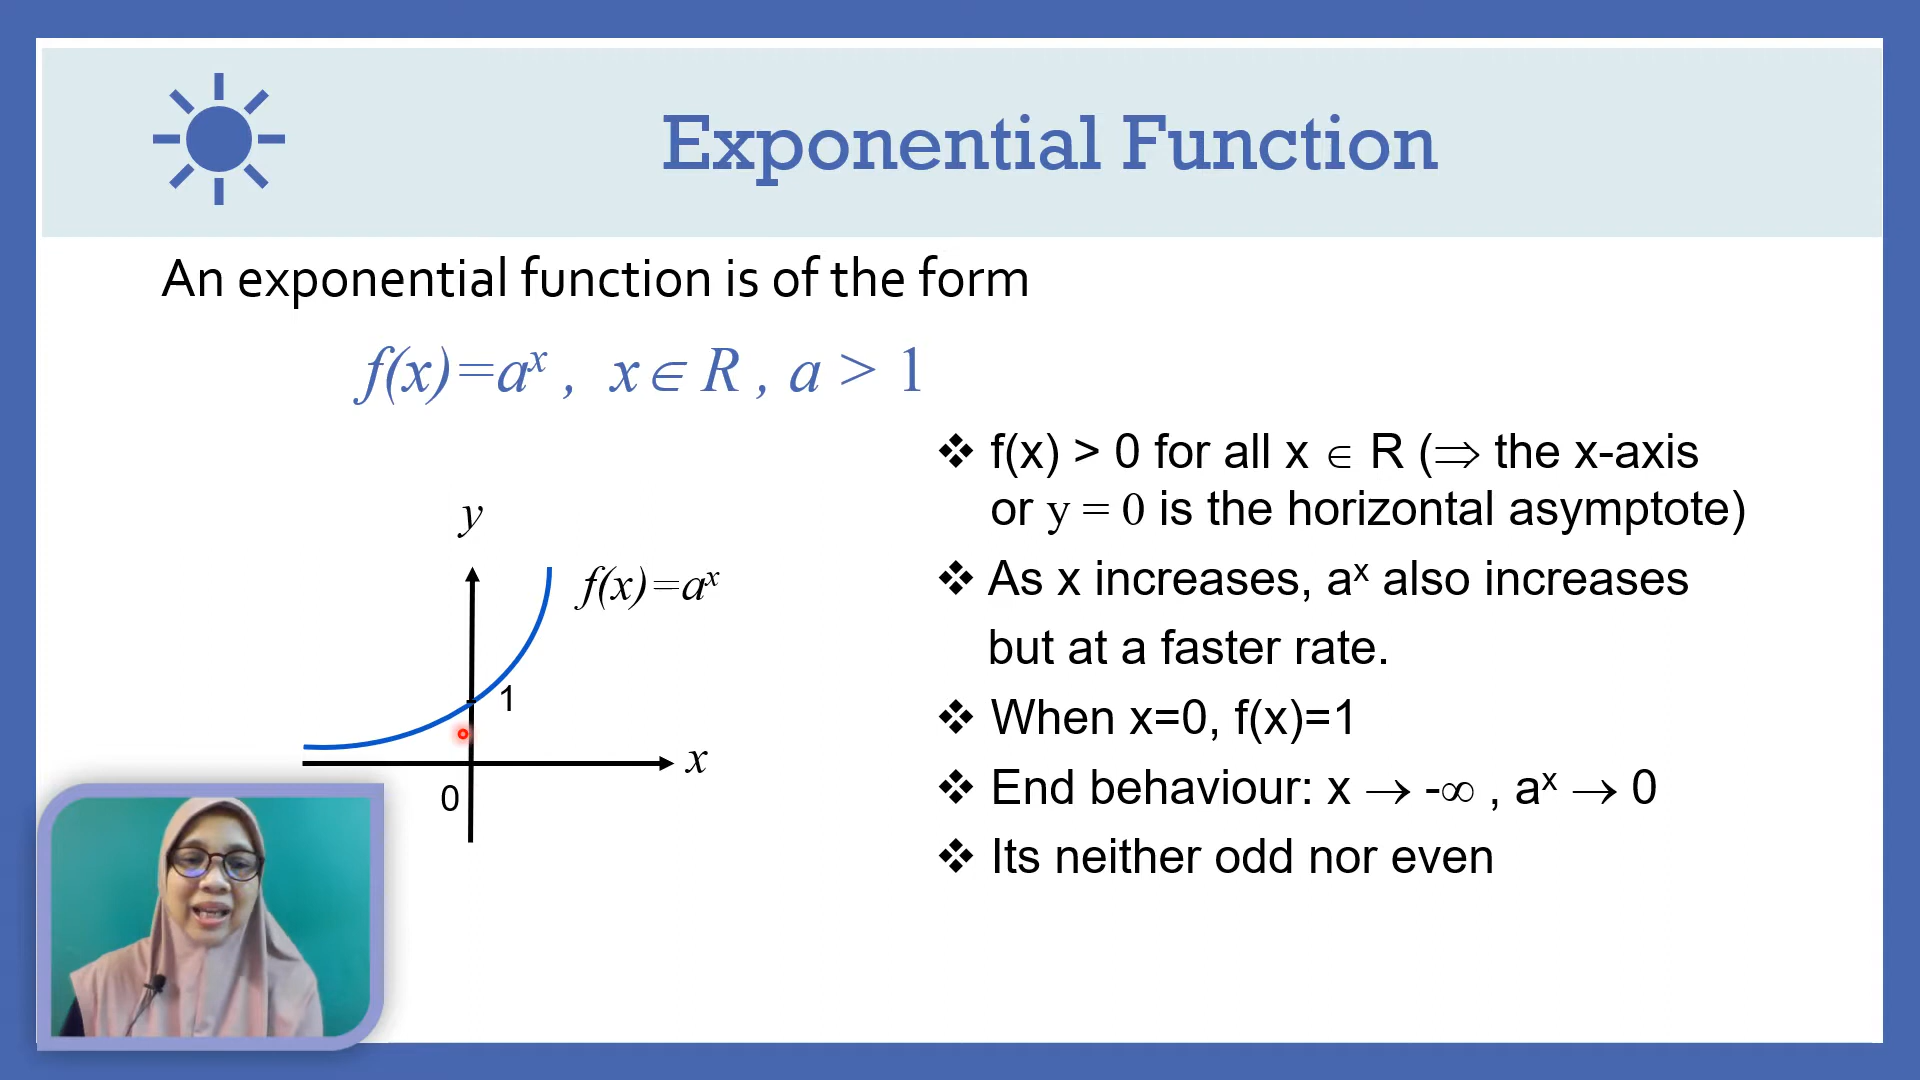 Exponential Function
An exponential function is of the form
f(x)=aˣ , x ∈ R , a > 1
❖ f(x) > 0 for all x ∈ R (⇒ the x-axis
or y = 0 is the horizontal asymptote)
❖ As x increases, aˣ also increases
but at a faster rate.
❖ When x=0, f(x)=1
❖ End behaviour: x → -∞ , aˣ → 0
❖ Its neither odd nor even
y
f(x)=aˣ
1
x
0